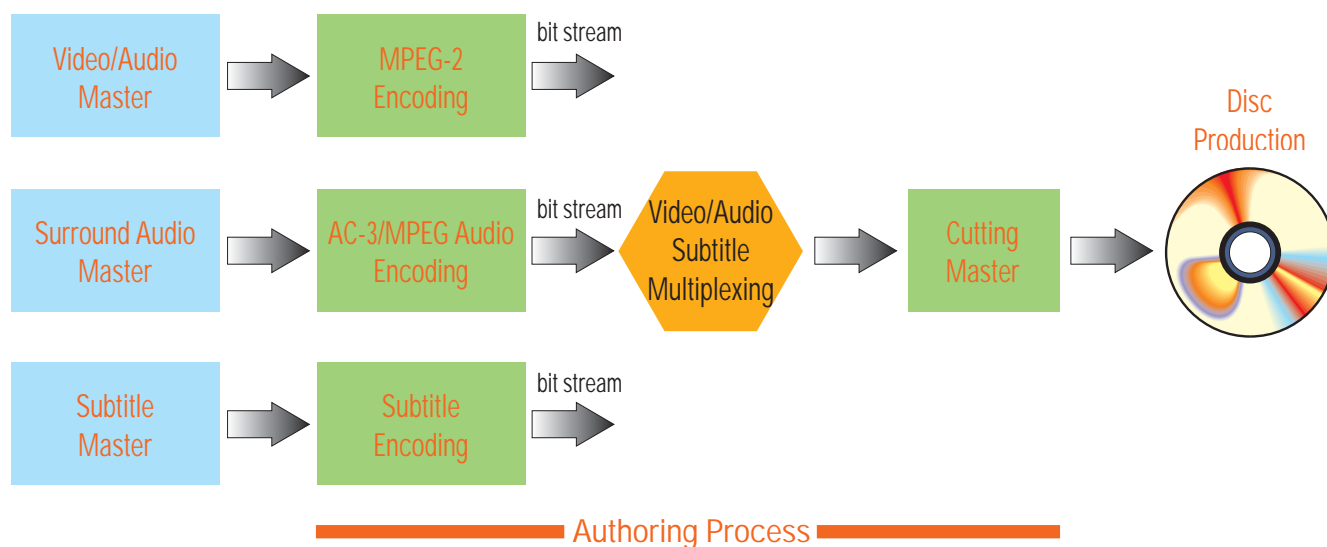 Video/Audio
Master
MPEG-2
Encoding
bit stream
Surround Audio
Master
AC-3/MPEG Audio
Encoding
bit stream
Video/Audio
Subtitle
Multiplexing
Cutting
Master
Disc
Production
Subtitle
Master
Subtitle
Encoding
bit stream
Authoring Process